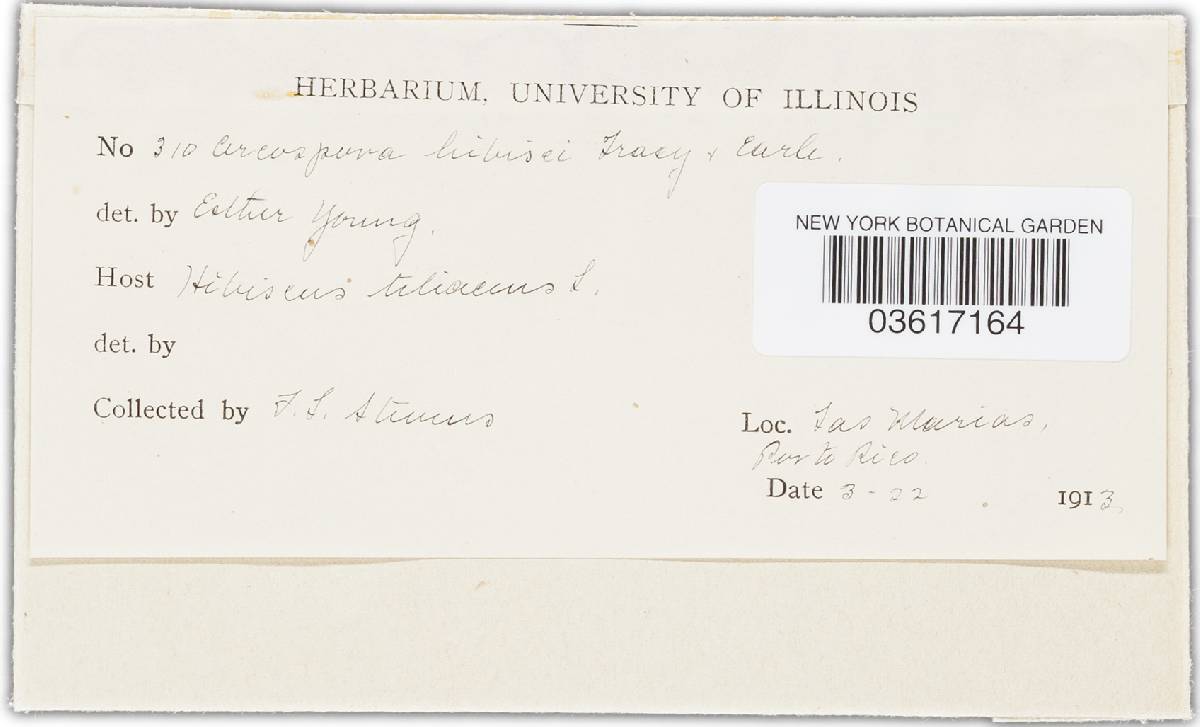 HERBARIUM, UNIVERSITY OF ILLINOIS
No 310 Cercospora hibisci Tracy & Earle.
det. by Esther Young.
Host Hibiscus tiliaceus L.
det. by
Collected by F. L. Stevens
NEW YORK BOTANICAL GARDEN
03617164
Loc. Las Marias,
Porto Rico.
Date 3-22 1913